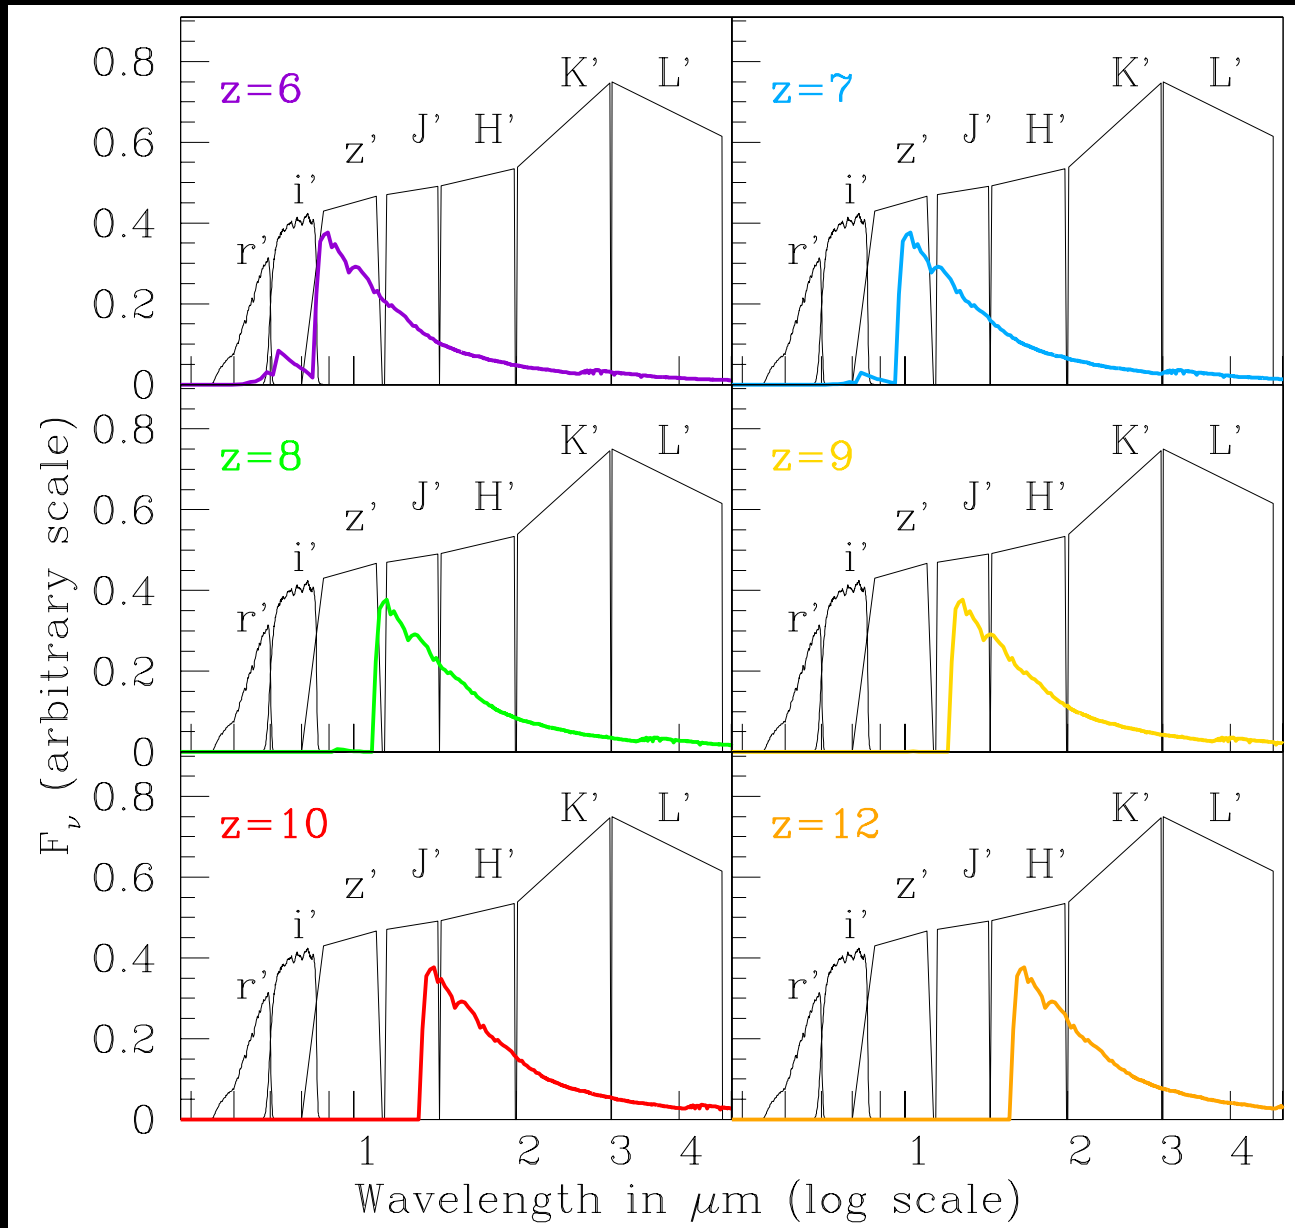 K' L'
0.8
z=6
J' H'
0.6
z'
i'
0.4
r'
0.2
0
K' L'
z=7
J' H'
z'
i'
r'
0
K' L'
0.8
z=8
J' H'
0.6
z'
i'
0.4
r'
0.2
0
K' L'
z=9
J' H'
z'
i'
r'
K' L'
0.8
z=10
J' H'
0.6
z'
i'
0.4
r'
0.2
0
K' L'
z=12
J' H'
z'
i'
r'
1 2 3 4
1 2 3 4
Wavelength in μm (log scale)
Fν (arbitrary scale)